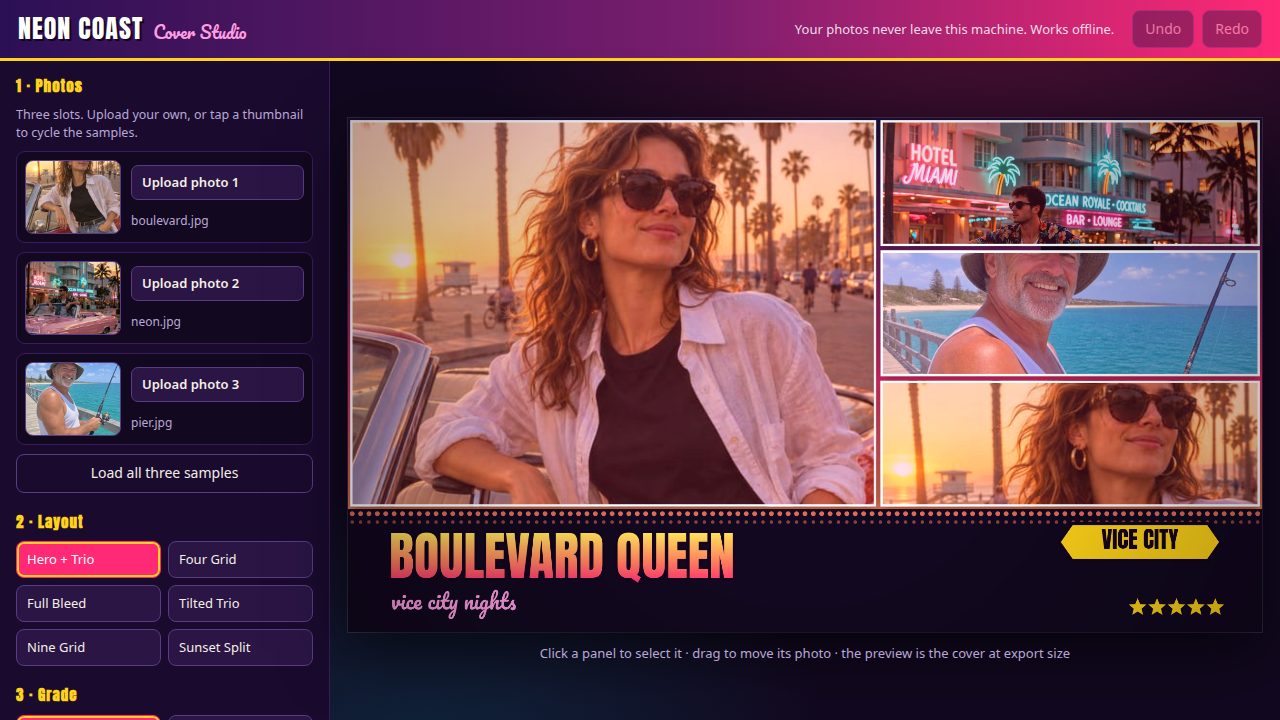 NEON COAST Cover Studio
Your photos never leave this machine. Works offline.
Undo
Redo
1 · Photos
Three slots. Upload your own, or tap a thumbnail
to cycle the samples.
Upload photo 1
boulevard.jpg
Upload photo 2
neon.jpg
Upload photo 3
pier.jpg
Load all three samples
2 · Layout
Hero + Trio
Four Grid
Full Bleed
Tilted Trio
Nine Grid
Sunset Split
3 · Grade
HOTEL
MIAMI
OCEAN ROYALE · COCKTAILS
BAR · LOUNGE
BOULEVARD QUEEN
vice city nights
VICE CITY
Click a panel to select it · drag to move its photo · the preview is the cover at export size